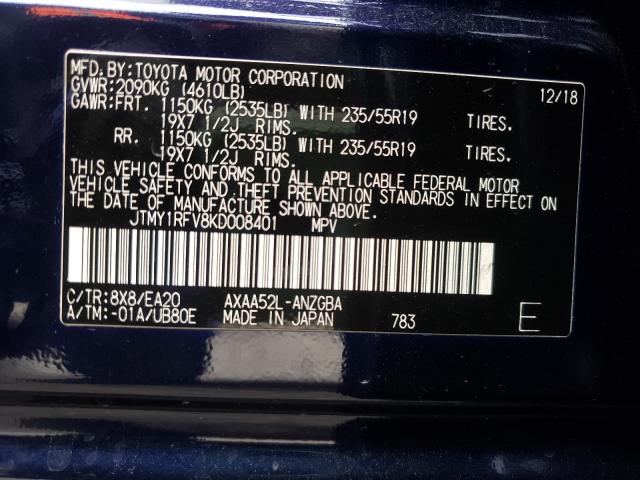 MFD.BY:TOYOTA MOTOR CORPORATION 12/18
GVWR:2090KG (4610LB)
GAWR:FRT. 1150KG (2535LB) WITH 235/55R19 TIRES.
19X7 1/2J RIMS.
RR. 1150KG (2535LB) WITH 235/55R19 TIRES.
19X7 1/2J RIMS.
THIS VEHICLE CONFORMS TO ALL APPLICABLE FEDERAL MOTOR
VEHICLE SAFETY AND THEFT PREVENTION STANDARDS IN EFFECT ON
THE DATE OF MANUFACTURE SHOWN ABOVE.
JTMY1RFV8KD008401 MPV
C/TR:8X8/EA20 AXAA52L-ANZGBA
A/TM:-01A/UB80E MADE IN JAPAN 783 E